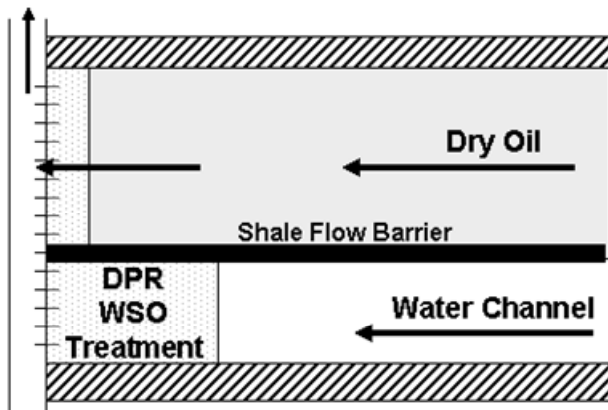 Dry Oil
Shale Flow Barrier
DPR
WSO
Treatment
Water Channel